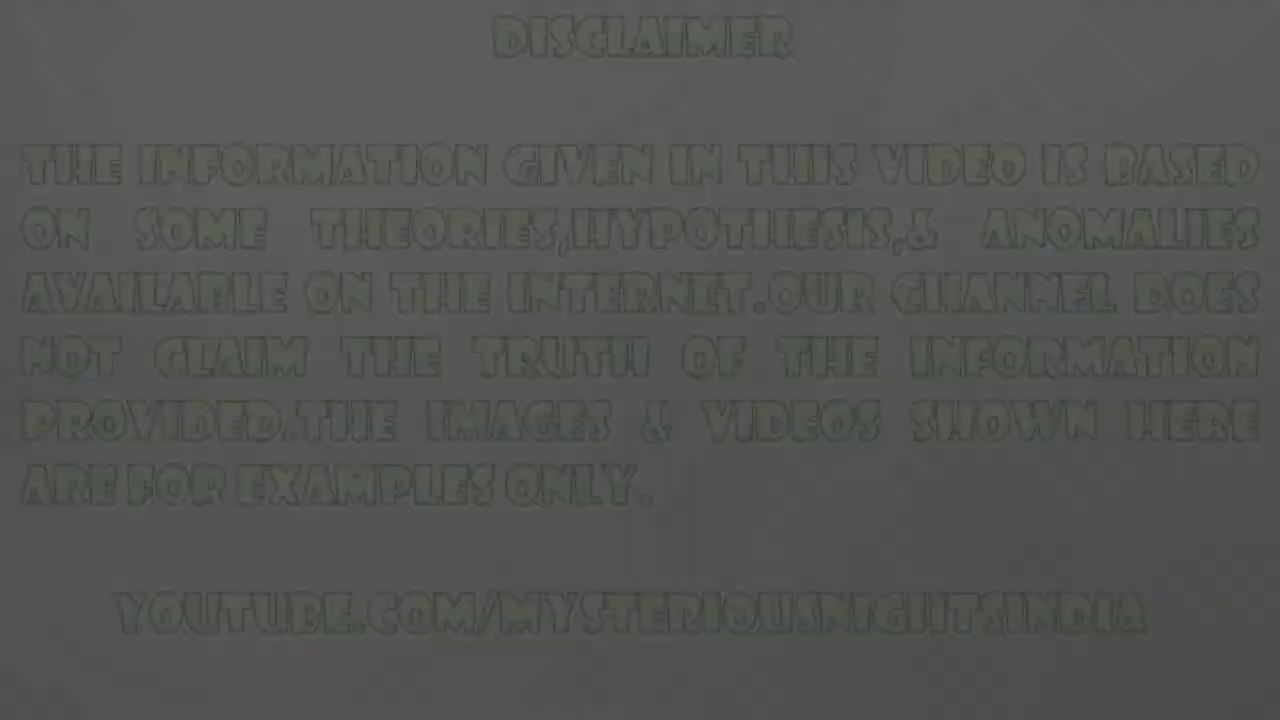 DISCLAIMER
THE INFORMATION GIVEN IN THIS VIDEO IS BASED
ON SOME THEORIES,HYPOTHESIS,& ANOMALIES
AVAILABLE ON THE INTERNET.OUR CHANNEL DOES
NOT CLAIM THE TRUTH OF THE INFORMATION
PROVIDED.THE IMAGES & VIDEOS SHOWN HERE
ARE FOR EXAMPLES ONLY.
YOUTUBE.COM/MYSTERIOUSNIGHTSINDIA